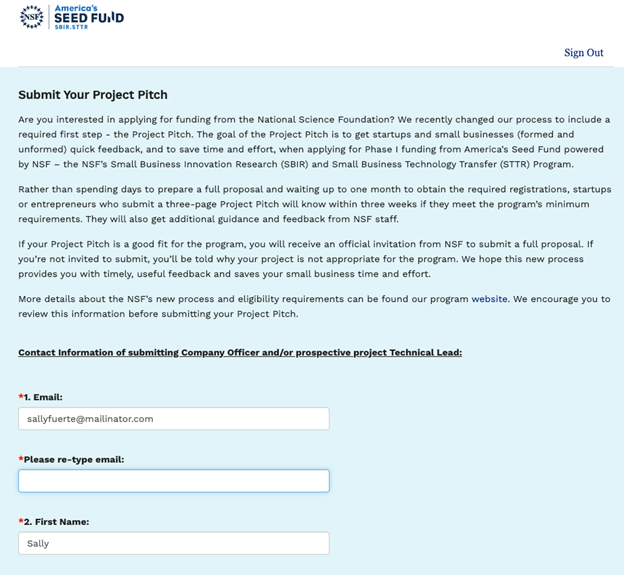 NSF
America's
SEED FUND
SBIR.STTR
Sign Out
Submit Your Project Pitch
Are you interested in applying for funding from the National Science Foundation? We recently changed our process to include a
required first step - the Project Pitch. The goal of the Project Pitch is to get startups and small businesses (formed and
unformed) quick feedback, and to save time and effort, when applying for Phase I funding from America's Seed Fund powered
by NSF – the NSF's Small Business Innovation Research (SBIR) and Small Business Technology Transfer (STTR) Program.
Rather than spending days to prepare a full proposal and waiting up to one month to obtain the required registrations, startups
or entrepreneurs who submit a three-page Project Pitch will know within three weeks if they meet the program's minimum
requirements. They will also get additional guidance and feedback from NSF staff.
If your Project Pitch is a good fit for the program, you will receive an official invitation from NSF to submit a full proposal. If
you're not invited to submit, you'll be told why your project is not appropriate for the program. We hope this new process
provides you with timely, useful feedback and saves your small business time and effort.
More details about the NSF's new process and eligibility requirements can be found our program website. We encourage you to
review this information before submitting your Project Pitch.
Contact Information of submitting Company Officer and/or prospective project Technical Lead:
*1. Email:
sallyfuerte@mailinator.com
*Please re-type email:
*2. First Name:
Sally